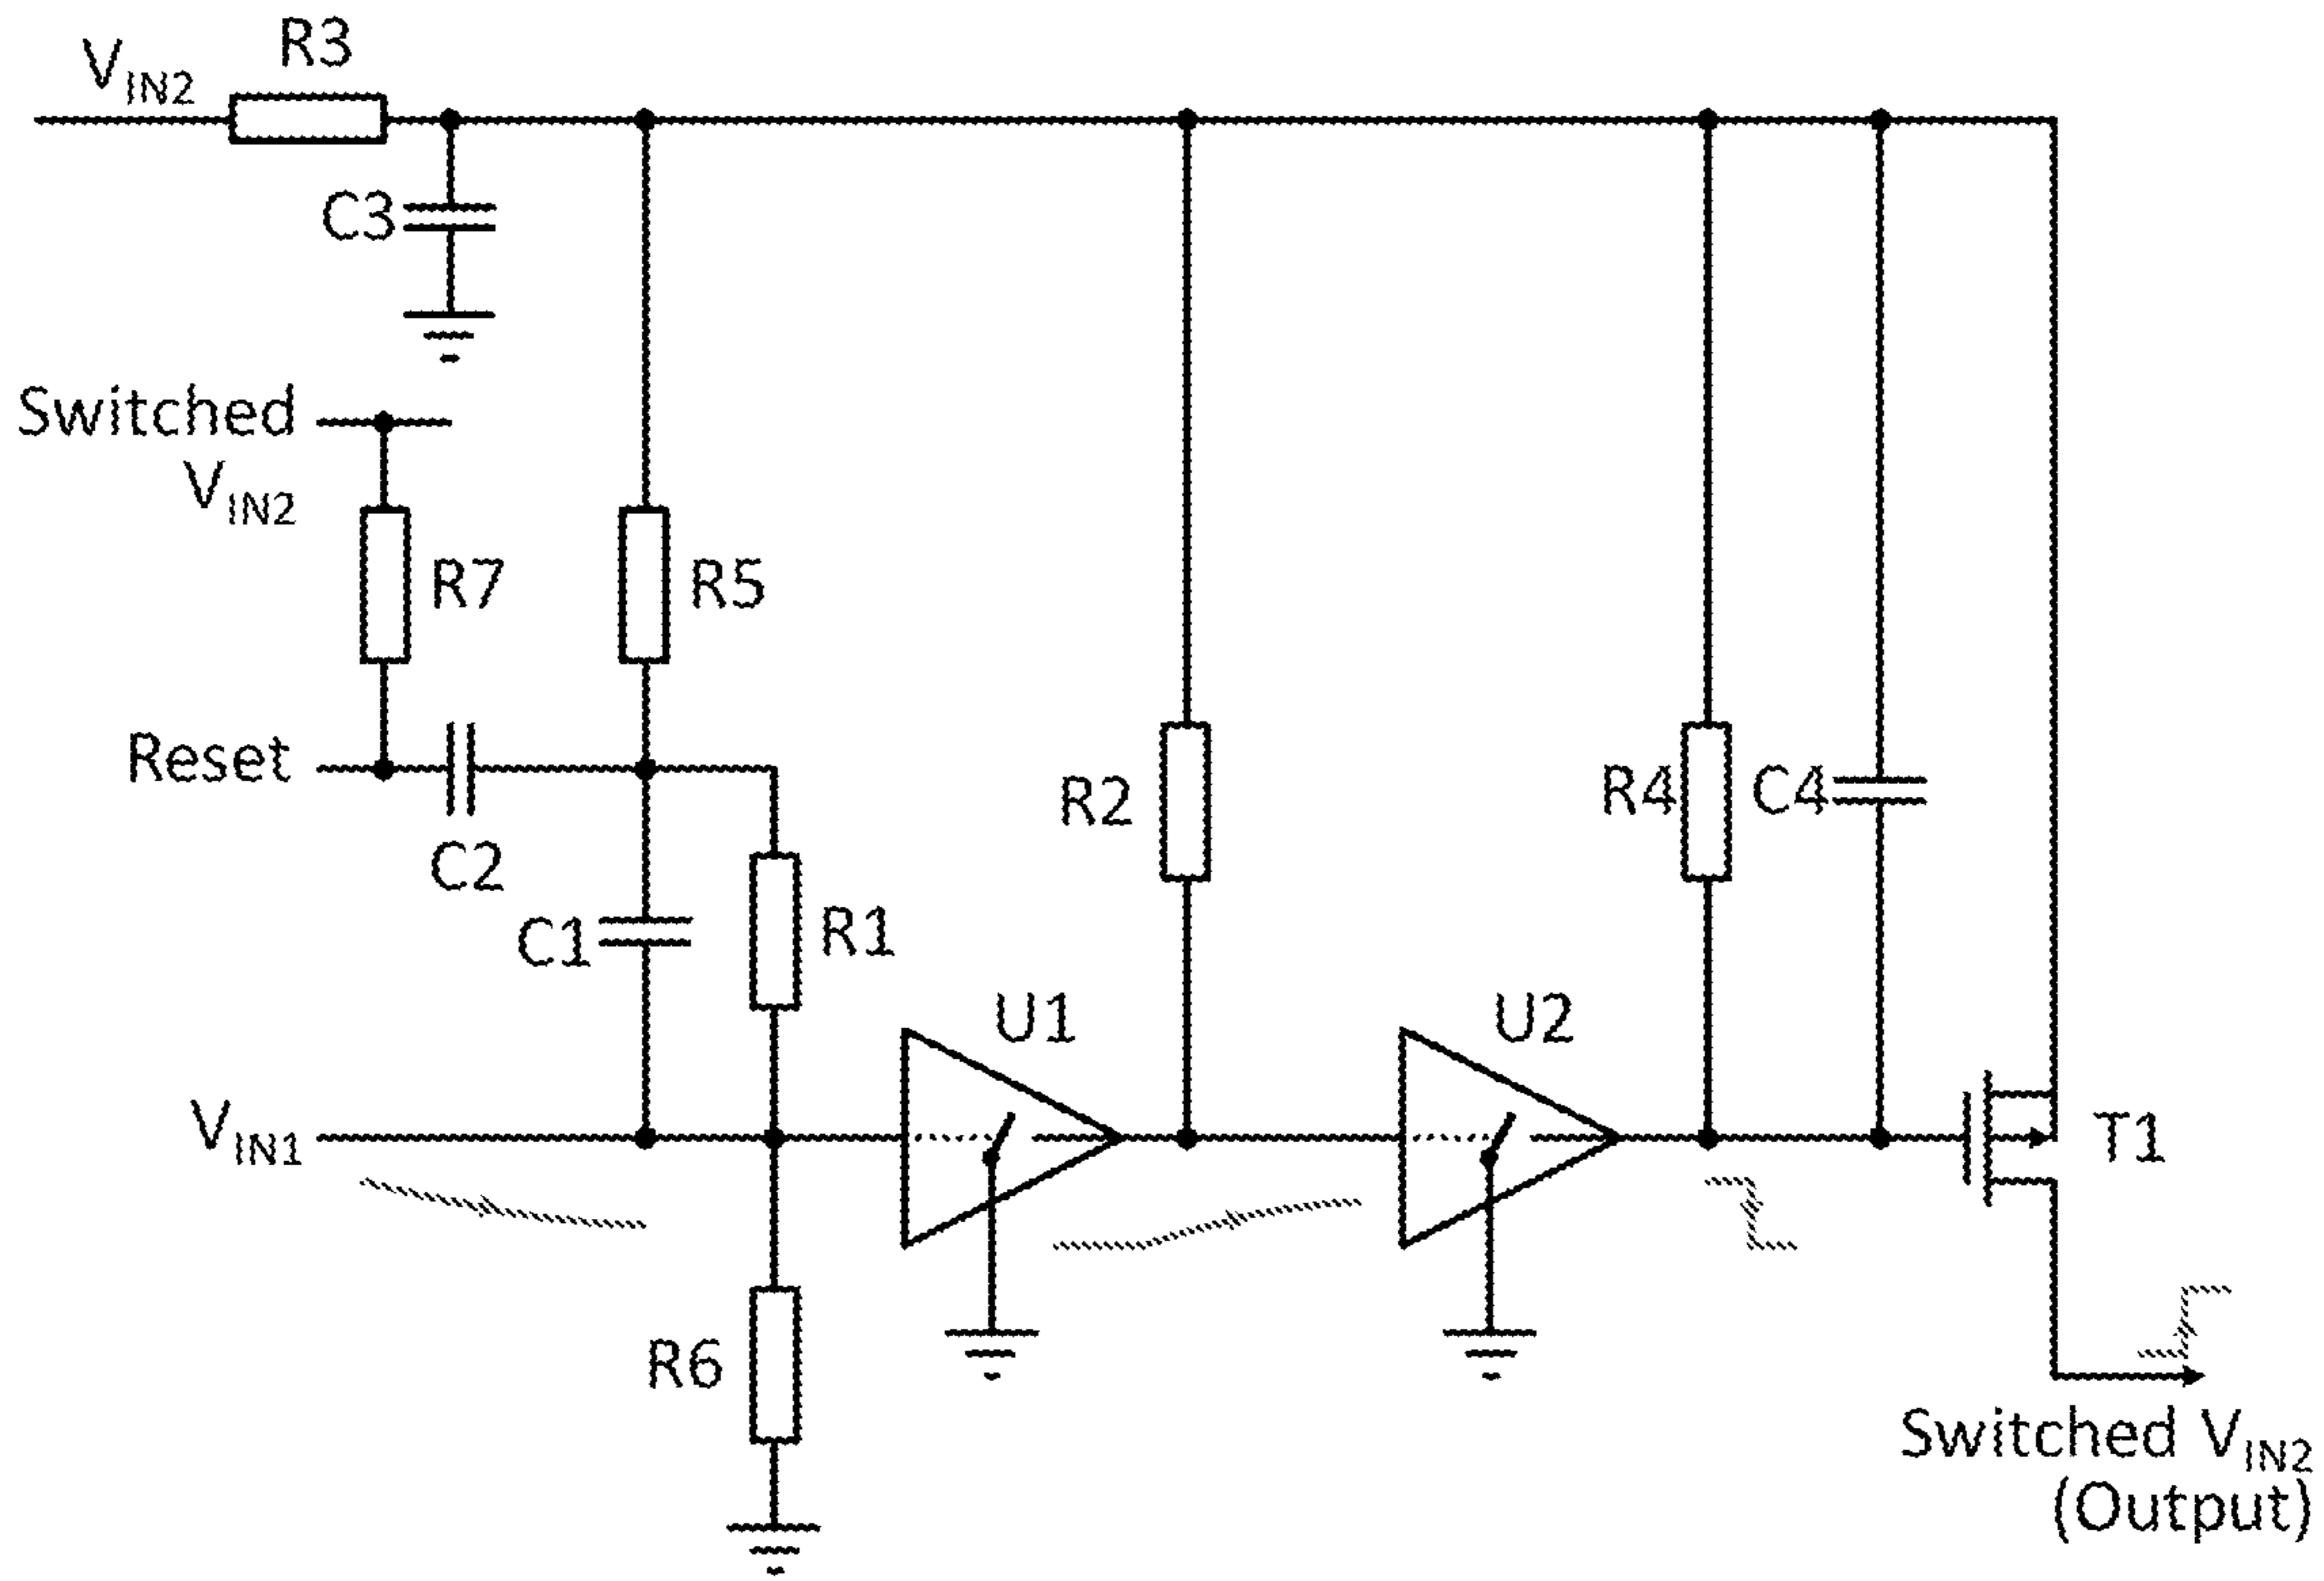 R3
VIN2
C3
Switched
VIN2
R7
R5
Reset
R2
R4
C4
C2
C1
R1
U1
U2
VIN1
T1
R6
Switched VIN2
(Output)